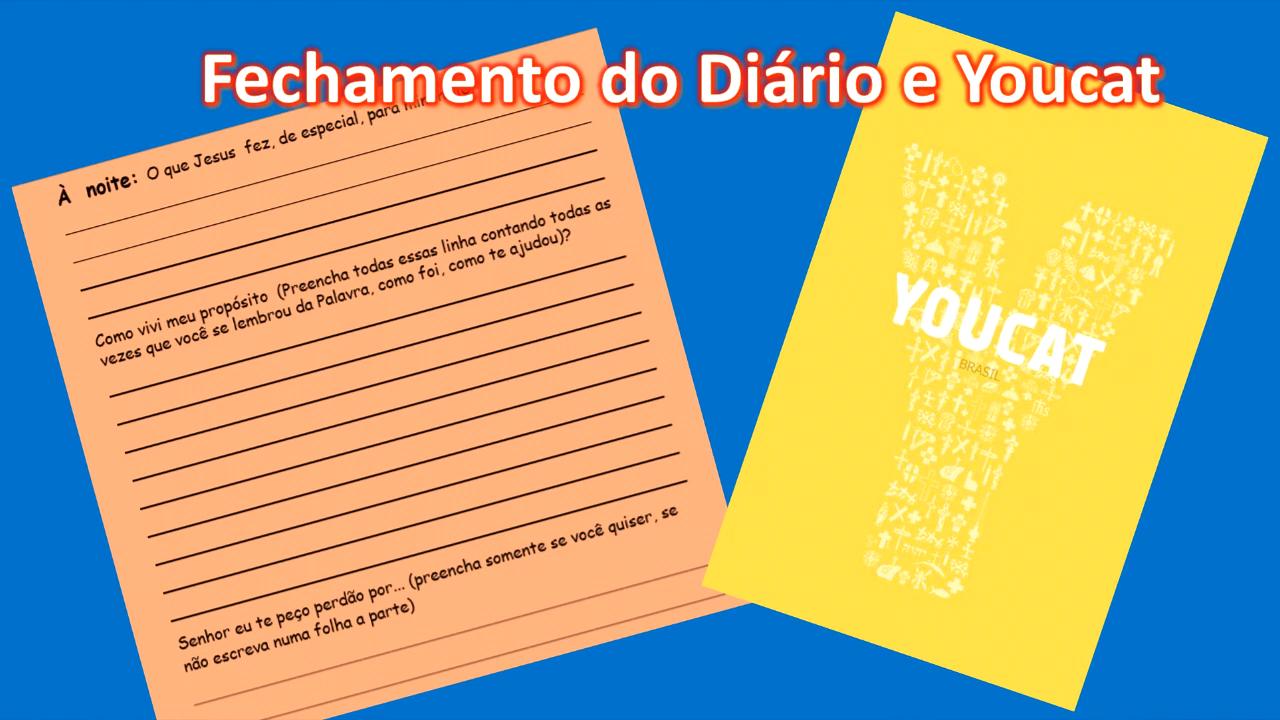 Fechamento do Diário e Youcat
À noite: O que Jesus fez, de especial, para
Como vivi meu propósito (Preencha todas essas linha contando todas as
vezes que você se lembrou da Palavra, como foi, como te ajudou)?
Senhor eu te peço perdão por... (preencha somente se você quiser, se
não escreva numa folha a parte)
YOUCAT
BRASIL